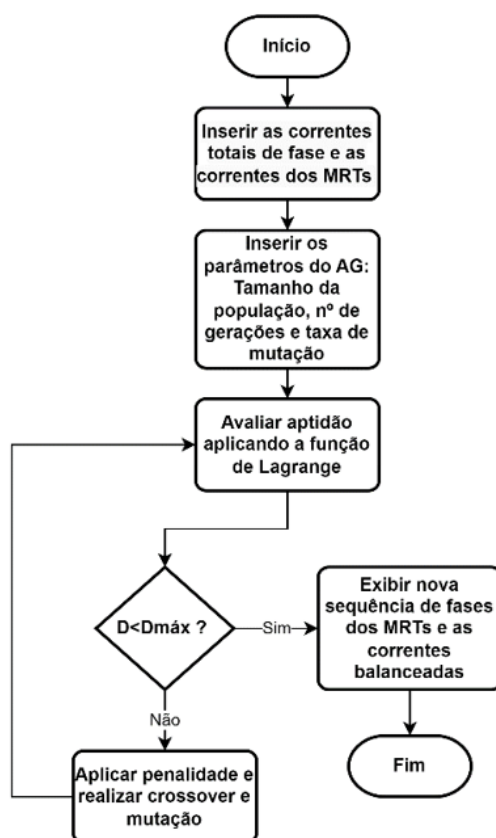 Início
Inserir as correntes
totais de fase e as
correntes dos MRTs
Inserir os
parâmetros do AG:
Tamanho da
população, nº de
gerações e taxa de
mutação
Avaliar aptidão
aplicando a função
de Lagrange
D<Dmáx ?
Sim
Exibir nova
sequência de fases
dos MRTs e as
correntes
balanceadas
Não
Aplicar penalidade e
realizar crossover e
mutação
Fim